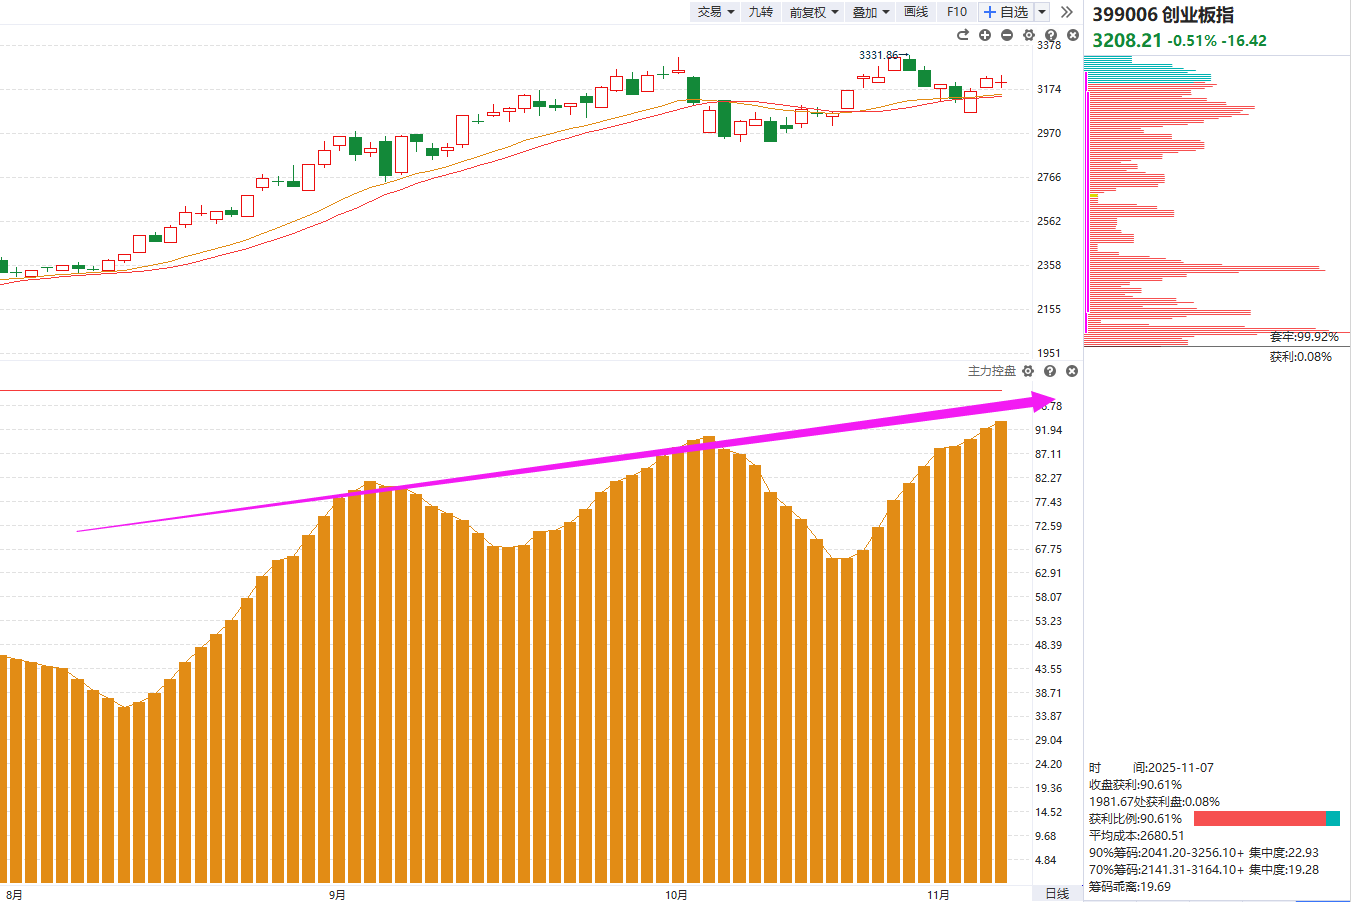 交易 九转 前复权 叠加 画线 F10 自选
399006 创业板指
3208.21 -0.51% -16.42
3378
3331.86
3174
2970
2766
2562
2358
2155
1951
套牢:99.92%
获利:0.08%
主力控盘
91.94
87.11
82.27
77.43
72.59
67.75
62.91
58.07
53.23
48.39
43.55
38.71
33.87
29.04
24.20
19.36
14.52
9.68
4.84
8月 9月 10月 11月 日线
时 间:2025-11-07
收盘获利:90.61%
1981.67处获利盘:0.08%
获利比例:90.61%
平均成本:2680.51
90%筹码:2041.20-3256.10+ 集中度:22.93
70%筹码:2141.31-3164.10+ 集中度:19.28
筹码乖离:19.69